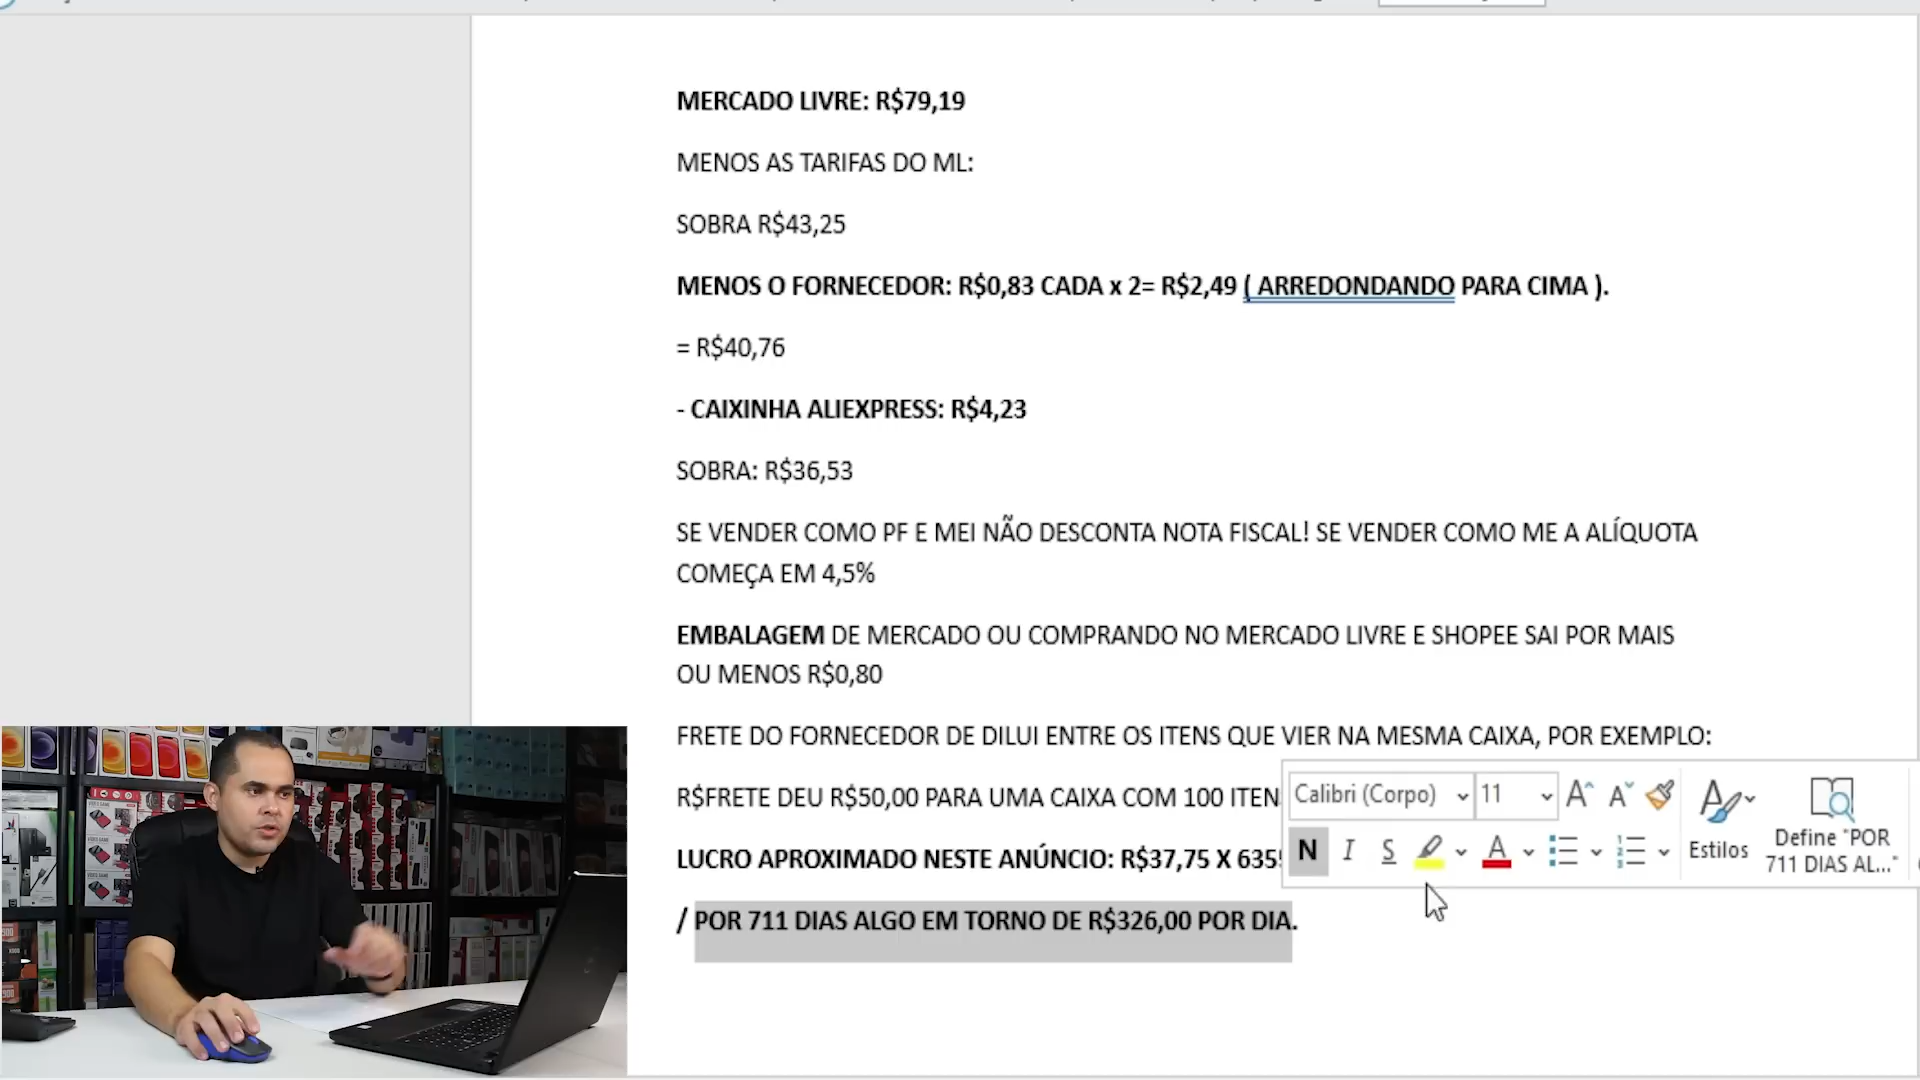 MERCADO LIVRE: R$79,19
MENOS AS TARIFAS DO ML:
SOBRA R$43,25
MENOS O FORNECEDOR: R$0,83 CADA x 2= R$2,49 ( ARREDONDANDO PARA CIMA ).
= R$40,76
- CAIXINHA ALIEXPRESS: R$4,23
SOBRA: R$36,53
SE VENDER COMO PF E MEI NÃO DESCONTA NOTA FISCAL! SE VENDER COMO ME A ALÍQUOTA
COMEÇA EM 4,5%
EMBALAGEM DE MERCADO OU COMPRANDO NO MERCADO LIVRE E SHOPEE SAI POR MAIS
OU MENOS R$0,80
FRETE DO FORNECEDOR DE DILUI ENTRE OS ITENS QUE VIER NA MESMA CAIXA, POR EXEMPLO:
R$FRETE DEU R$50,00 PARA UMA CAIXA COM 100 ITEN
LUCRO APROXIMADO NESTE ANÚNCIO: R$37,75 X 635
/ POR 711 DIAS ALGO EM TORNO DE R$326,00 POR DIA.
Calibri (Corpo) 11
N I S
Estilos
Define "POR
711 DIAS AL..."